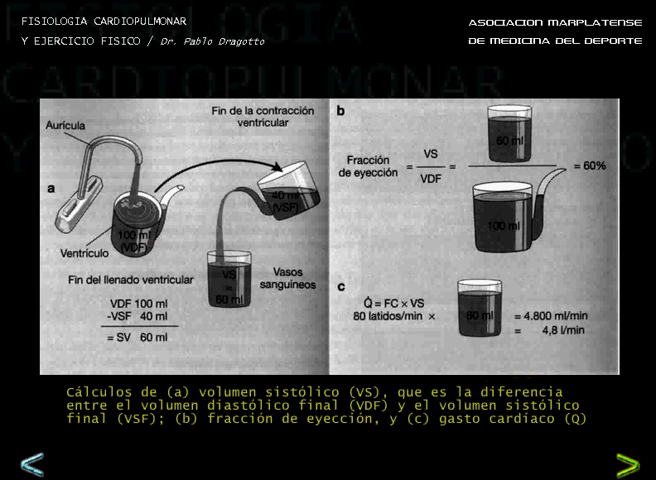 FISIOLOGIA CARDIOPULMONAR
Y EJERCICIO FISICO / Dr. Pablo Dragotto
ASOCIACION MARPLATENSE
DE MEDICINA DEL DEPORTE
FISIOLOGIA
CARDIOPULMONAR
Aurícula
Fin de la contracción
ventricular
a
100 ml
(VDF)
40 ml
(VSF)
Ventrículo
VS
=
60 ml
Vasos
sanguíneos
Fin del llenado ventricular
VDF 100 ml
-VSF 40 ml
= SV 60 ml
b
Fracción
de eyección
= VS / VDF =
60 ml
100 ml
= 60%
c
Q̇ = FC × VS
80 latidos/min ×
= 4.800 ml/min
= 4,8 l/min
Cálculos de (a) volumen sistólico (VS), que es la diferencia
entre el volumen diastólico final (VDF) y el volumen sistólico
final (VSF); (b) fracción de eyección, y (c) gasto cardíaco (Q)